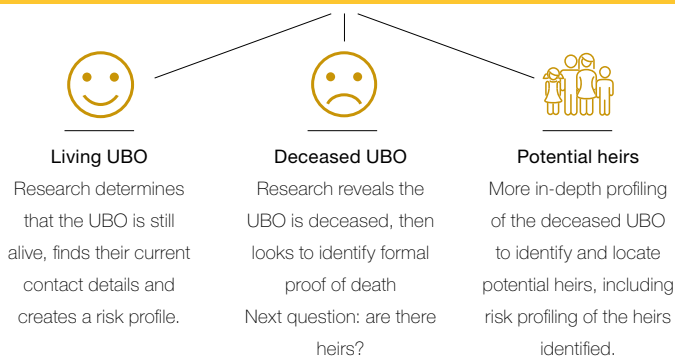 Living UBO
Research determines
that the UBO is still
alive, finds their current
contact details and
creates a risk profile.
Deceased UBO
Research reveals the
UBO is deceased, then
looks to identify formal
proof of death
Next question: are there
heirs?
Potential heirs
More in-depth profiling
of the deceased UBO
to identify and locate
potential heirs, including
risk profiling of the heirs
identified.